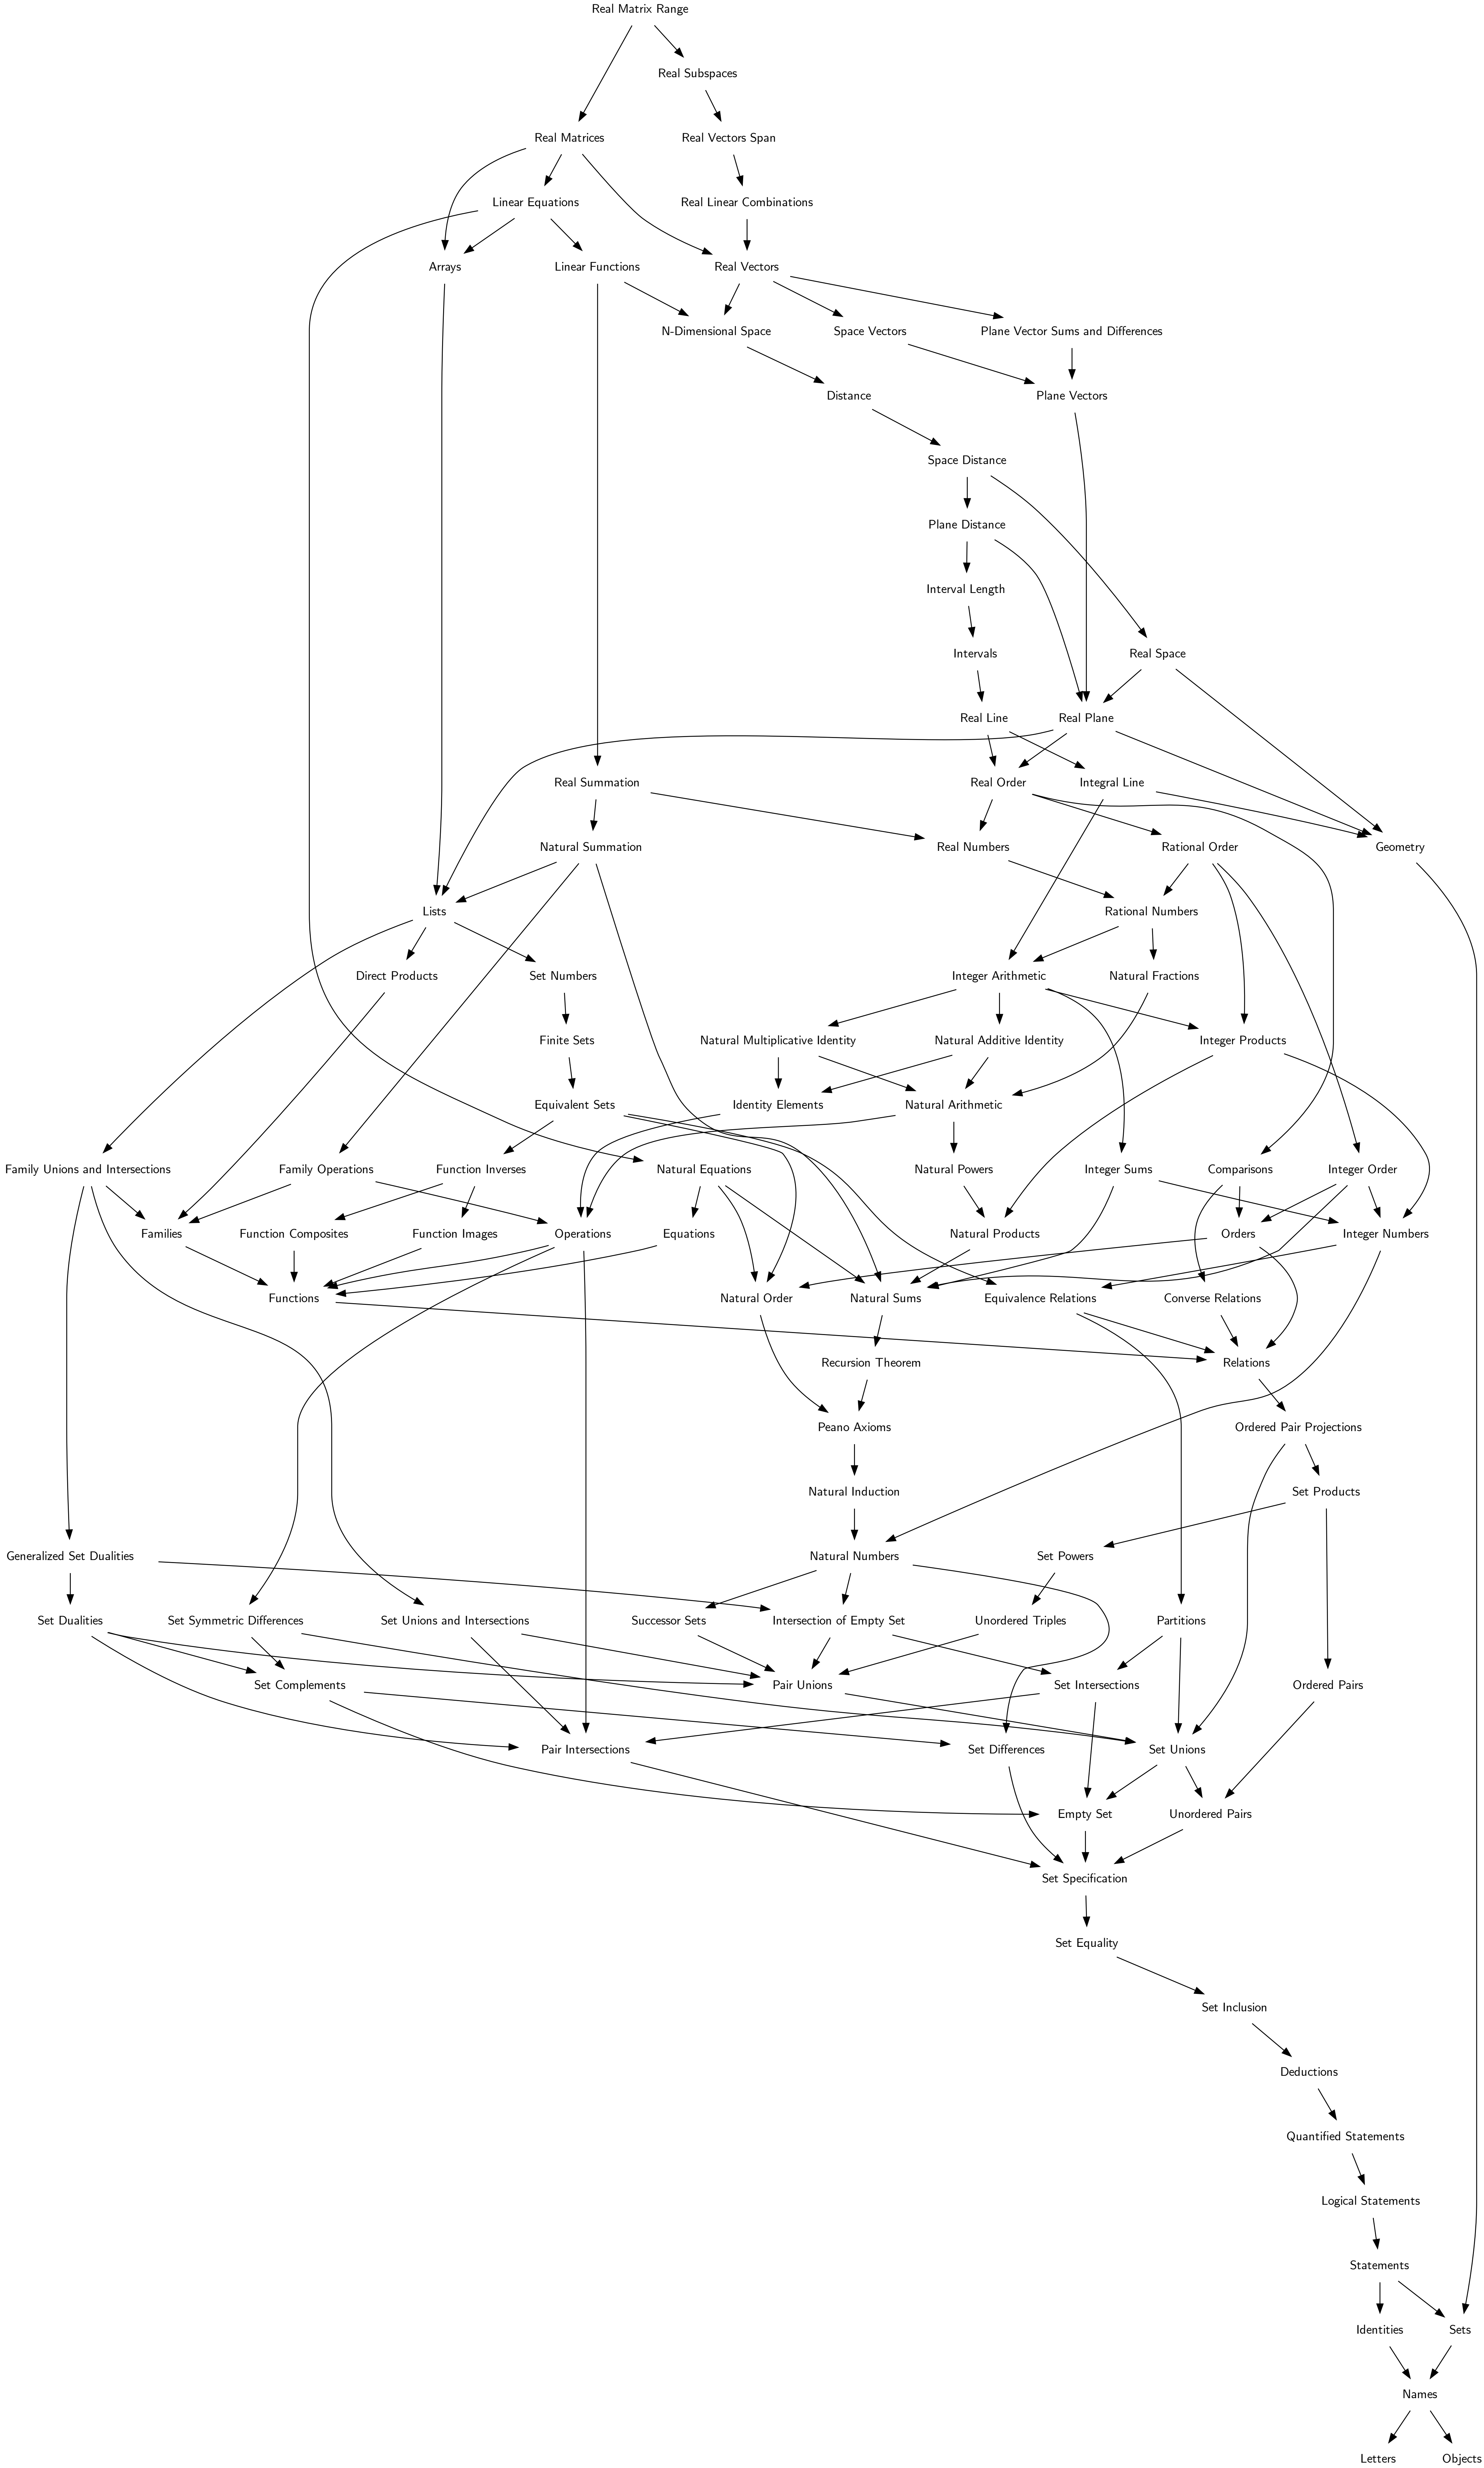 Real Matrix Range
Real Subspaces
Real Matrices
Real Vectors Span
Linear Equations
Real Linear Combinations
Arrays
Linear Functions
Real Vectors
N-Dimensional Space
Space Vectors
Plane Vector Sums and Differences
Distance
Plane Vectors
Space Distance
Plane Distance
Interval Length
Intervals
Real Space
Real Line
Real Plane
Real Summation
Real Order
Integral Line
Natural Summation
Real Numbers
Rational Order
Geometry
Lists
Rational Numbers
Direct Products
Set Numbers
Integer Arithmetic
Natural Fractions
Finite Sets
Natural Multiplicative Identity
Natural Additive Identity
Integer Products
Equivalent Sets
Identity Elements
Natural Arithmetic
Family Unions and Intersections
Family Operations
Function Inverses
Natural Equations
Natural Powers
Integer Sums
Comparisons
Integer Order
Families
Function Composites
Function Images
Operations
Equations
Natural Products
Orders
Integer Numbers
Functions
Natural Order
Natural Sums
Equivalence Relations
Converse Relations
Recursion Theorem
Relations
Peano Axioms
Ordered Pair Projections
Natural Induction
Set Products
Generalized Set Dualities
Natural Numbers
Set Powers
Set Dualities
Set Symmetric Differences
Set Unions and Intersections
Successor Sets
Intersection of Empty Set
Unordered Triples
Partitions
Set Complements
Pair Unions
Set Intersections
Ordered Pairs
Pair Intersections
Set Differences
Set Unions
Empty Set
Unordered Pairs
Set Specification
Set Equality
Set Inclusion
Deductions
Quantified Statements
Logical Statements
Statements
Identities
Sets
Names
Letters
Objects